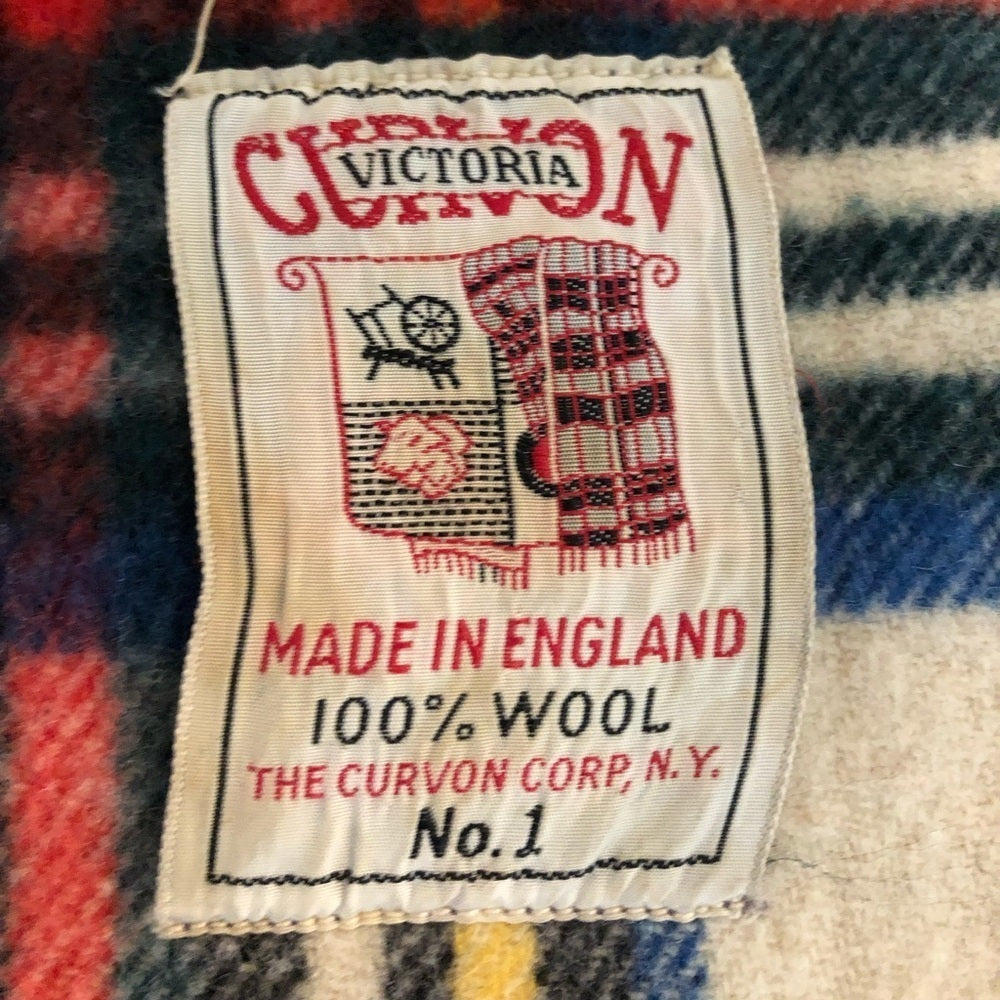 CURVON
VICTORIA
MADE IN ENGLAND
100% WOOL
THE CURVON CORP, N.Y.
No. 1